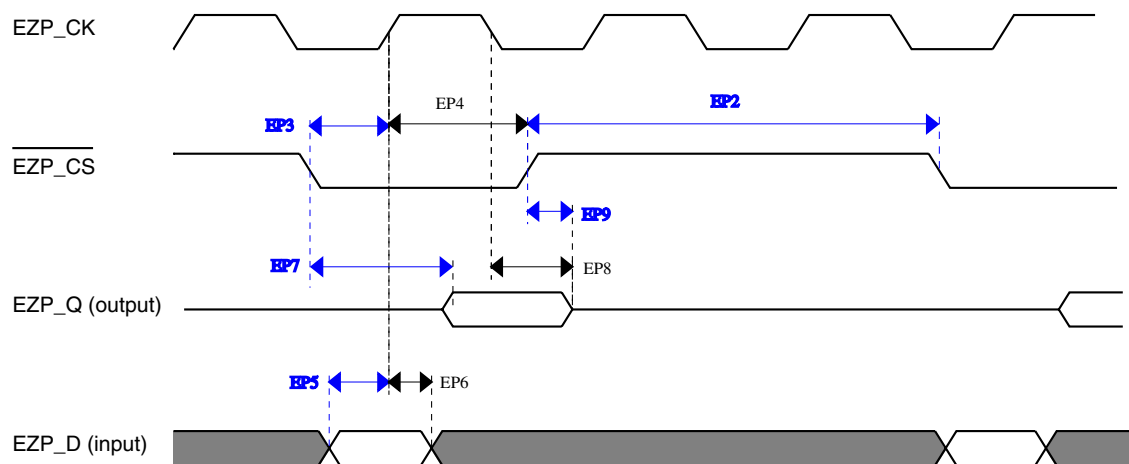 EZP_CK
EP4
EP2
EP3
EZP_CS
EP9
EP7
EP8
EZP_Q (output)
EP5
EP6
EZP_D (input)